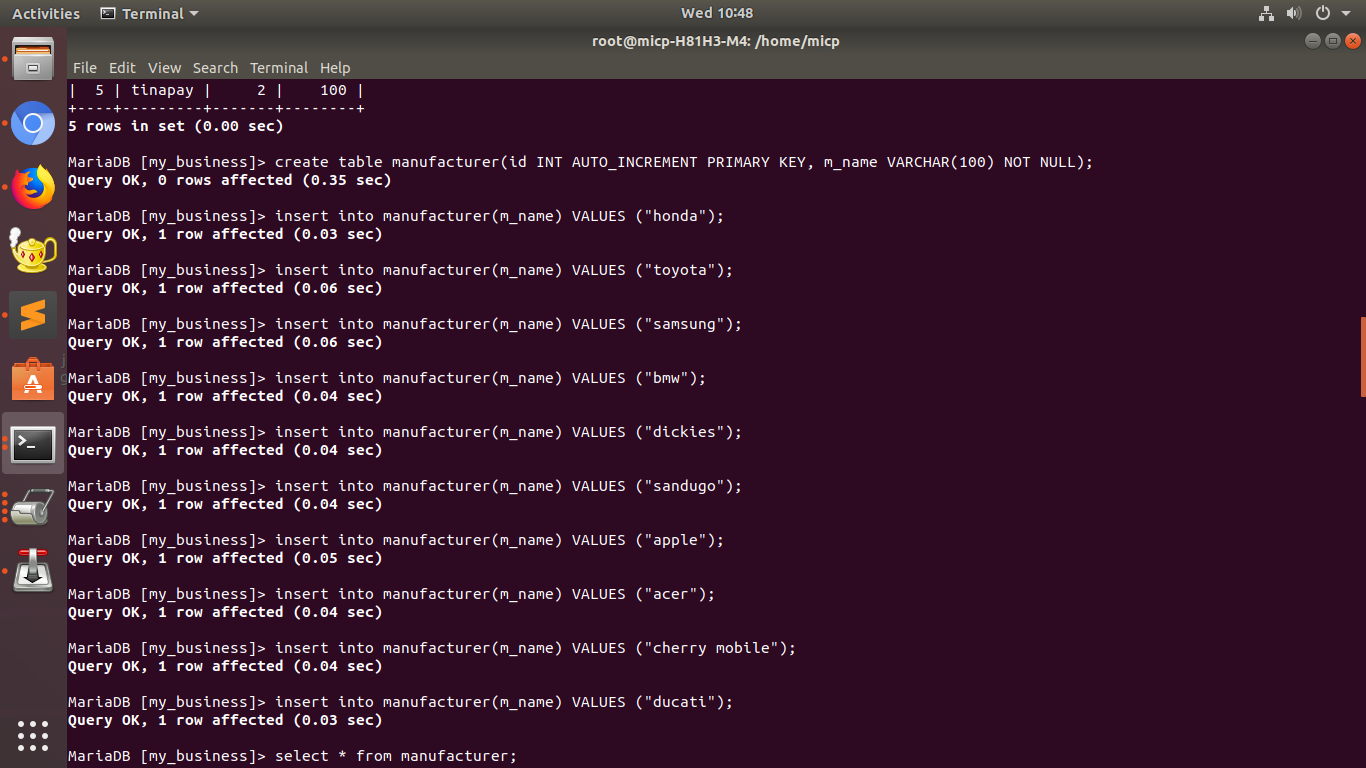 Activities Terminal Wed 10:48
root@micp-H81H3-M4: /home/micp
File Edit View Search Terminal Help
|  5 | tinapay |     2 |    100 |
+----+---------+-------+--------+
5 rows in set (0.00 sec)
MariaDB [my_business]> create table manufacturer(id INT AUTO_INCREMENT PRIMARY KEY, m_name VARCHAR(100) NOT NULL);
Query OK, 0 rows affected (0.35 sec)
MariaDB [my_business]> insert into manufacturer(m_name) VALUES ("honda");
Query OK, 1 row affected (0.03 sec)
MariaDB [my_business]> insert into manufacturer(m_name) VALUES ("toyota");
Query OK, 1 row affected (0.06 sec)
MariaDB [my_business]> insert into manufacturer(m_name) VALUES ("samsung");
Query OK, 1 row affected (0.06 sec)
MariaDB [my_business]> insert into manufacturer(m_name) VALUES ("bmw");
Query OK, 1 row affected (0.04 sec)
MariaDB [my_business]> insert into manufacturer(m_name) VALUES ("dickies");
Query OK, 1 row affected (0.04 sec)
MariaDB [my_business]> insert into manufacturer(m_name) VALUES ("sandugo");
Query OK, 1 row affected (0.04 sec)
MariaDB [my_business]> insert into manufacturer(m_name) VALUES ("apple");
Query OK, 1 row affected (0.05 sec)
MariaDB [my_business]> insert into manufacturer(m_name) VALUES ("acer");
Query OK, 1 row affected (0.04 sec)
MariaDB [my_business]> insert into manufacturer(m_name) VALUES ("cherry mobile");
Query OK, 1 row affected (0.04 sec)
MariaDB [my_business]> insert into manufacturer(m_name) VALUES ("ducati");
Query OK, 1 row affected (0.03 sec)
MariaDB [my_business]> select * from manufacturer;